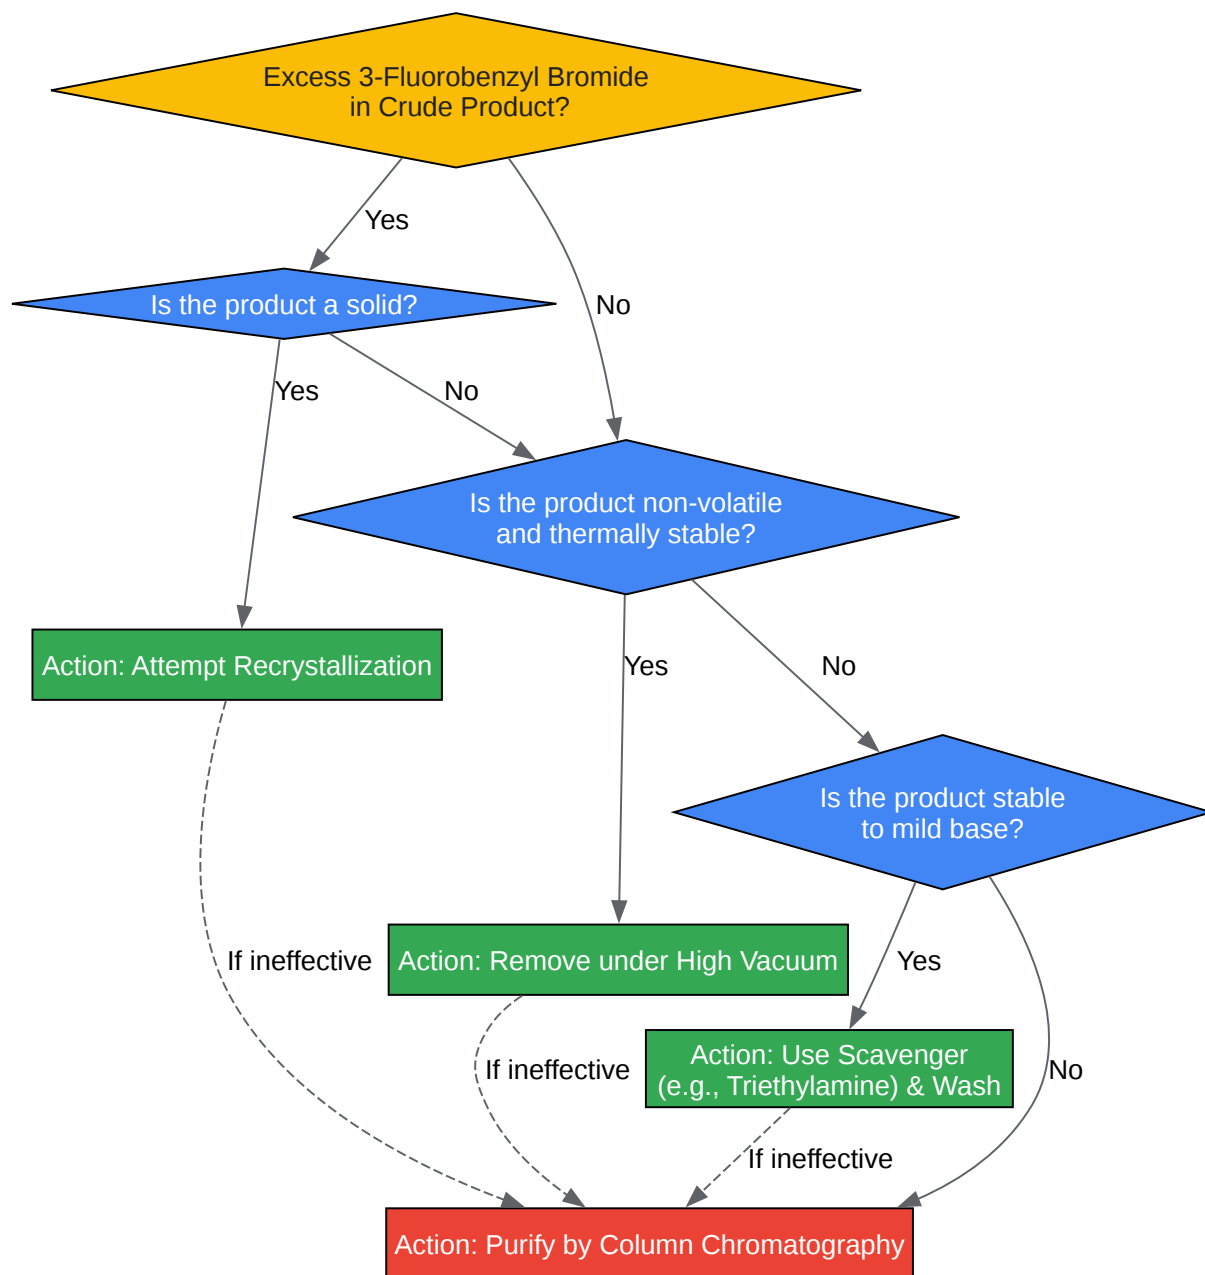 Excess 3-Fluorobenzyl Bromide
in Crude Product?
Yes
No
Is the product a solid?
Yes
No
Is the product non-volatile
and thermally stable?
Action: Attempt Recrystallization
Yes
No
Is the product stable
to mild base?
If ineffective
Action: Remove under High Vacuum
Yes
If ineffective
Action: Use Scavenger
(e.g., Triethylamine) & Wash
No
If ineffective
Action: Purify by Column Chromatography